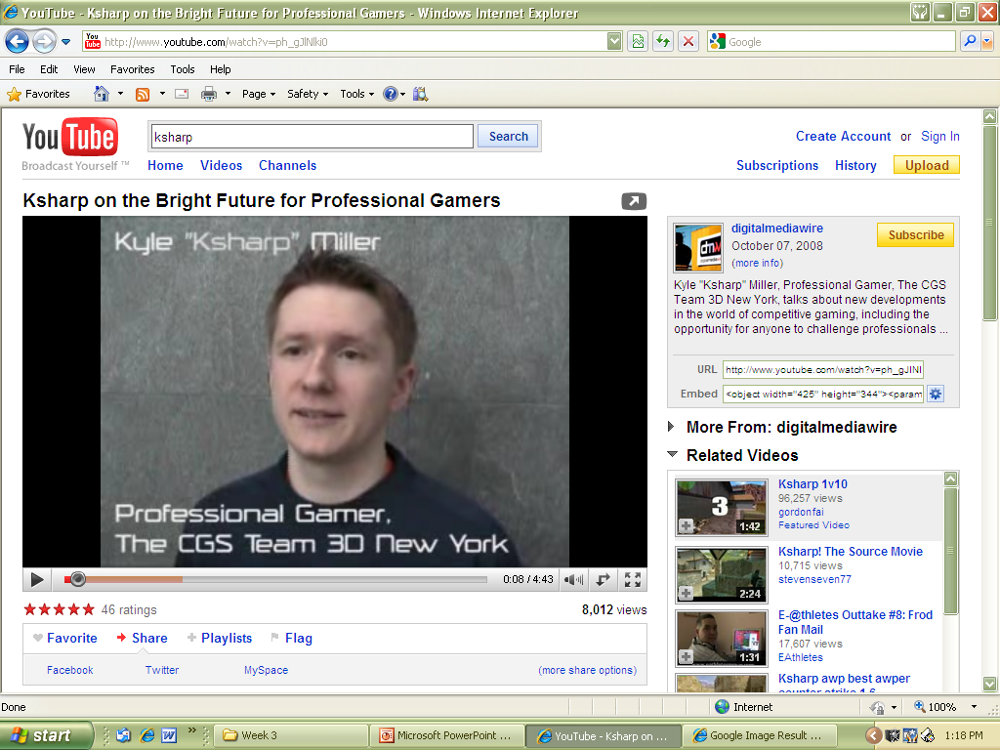 YouTube - Ksharp on the Bright Future for Professional Gamers - Windows Internet Explorer
http://www.youtube.com/watch?v=ph_gJlNlki0
Google
File Edit View Favorites Tools Help
Favorites Page Safety Tools
You Tube
Broadcast Yourself ™
ksharp
Search
Create Account or Sign In
Home Videos Channels
Subscriptions History Upload
Ksharp on the Bright Future for Professional Gamers
Kyle "Ksharp" Miller
Professional Gamer,
The CGS Team 3D New York
0:08 / 4:43
46 ratings
8,012 views
Favorite Share Playlists Flag
Facebook Twitter MySpace (more share options)
digitalmediawire
October 07, 2008
(more info)
Subscribe
Kyle "Ksharp" Miller, Professional Gamer, The CGS
Team 3D New York, talks about new developments
in the world of competitive gaming, including the
opportunity for anyone to challenge professionals ...
URL http://www.youtube.com/watch?v=ph_gJlNl
Embed <object width="425" height="344"><param
More From: digitalmediawire
Related Videos
3
1:42
Ksharp 1v10
96,257 views
gordonfai
Featured Video
2:24
Ksharp! The Source Movie
10,715 views
stevenseven77
1:31
E-@thletes Outtake #8: Frod
Fan Mail
17,607 views
EAthletes
Ksharp awp best awper
counter strike 1.6
Done
Internet
100%
start
Week 3
Microsoft PowerPoint ...
YouTube - Ksharp on ...
Google Image Result ...
1:18 PM